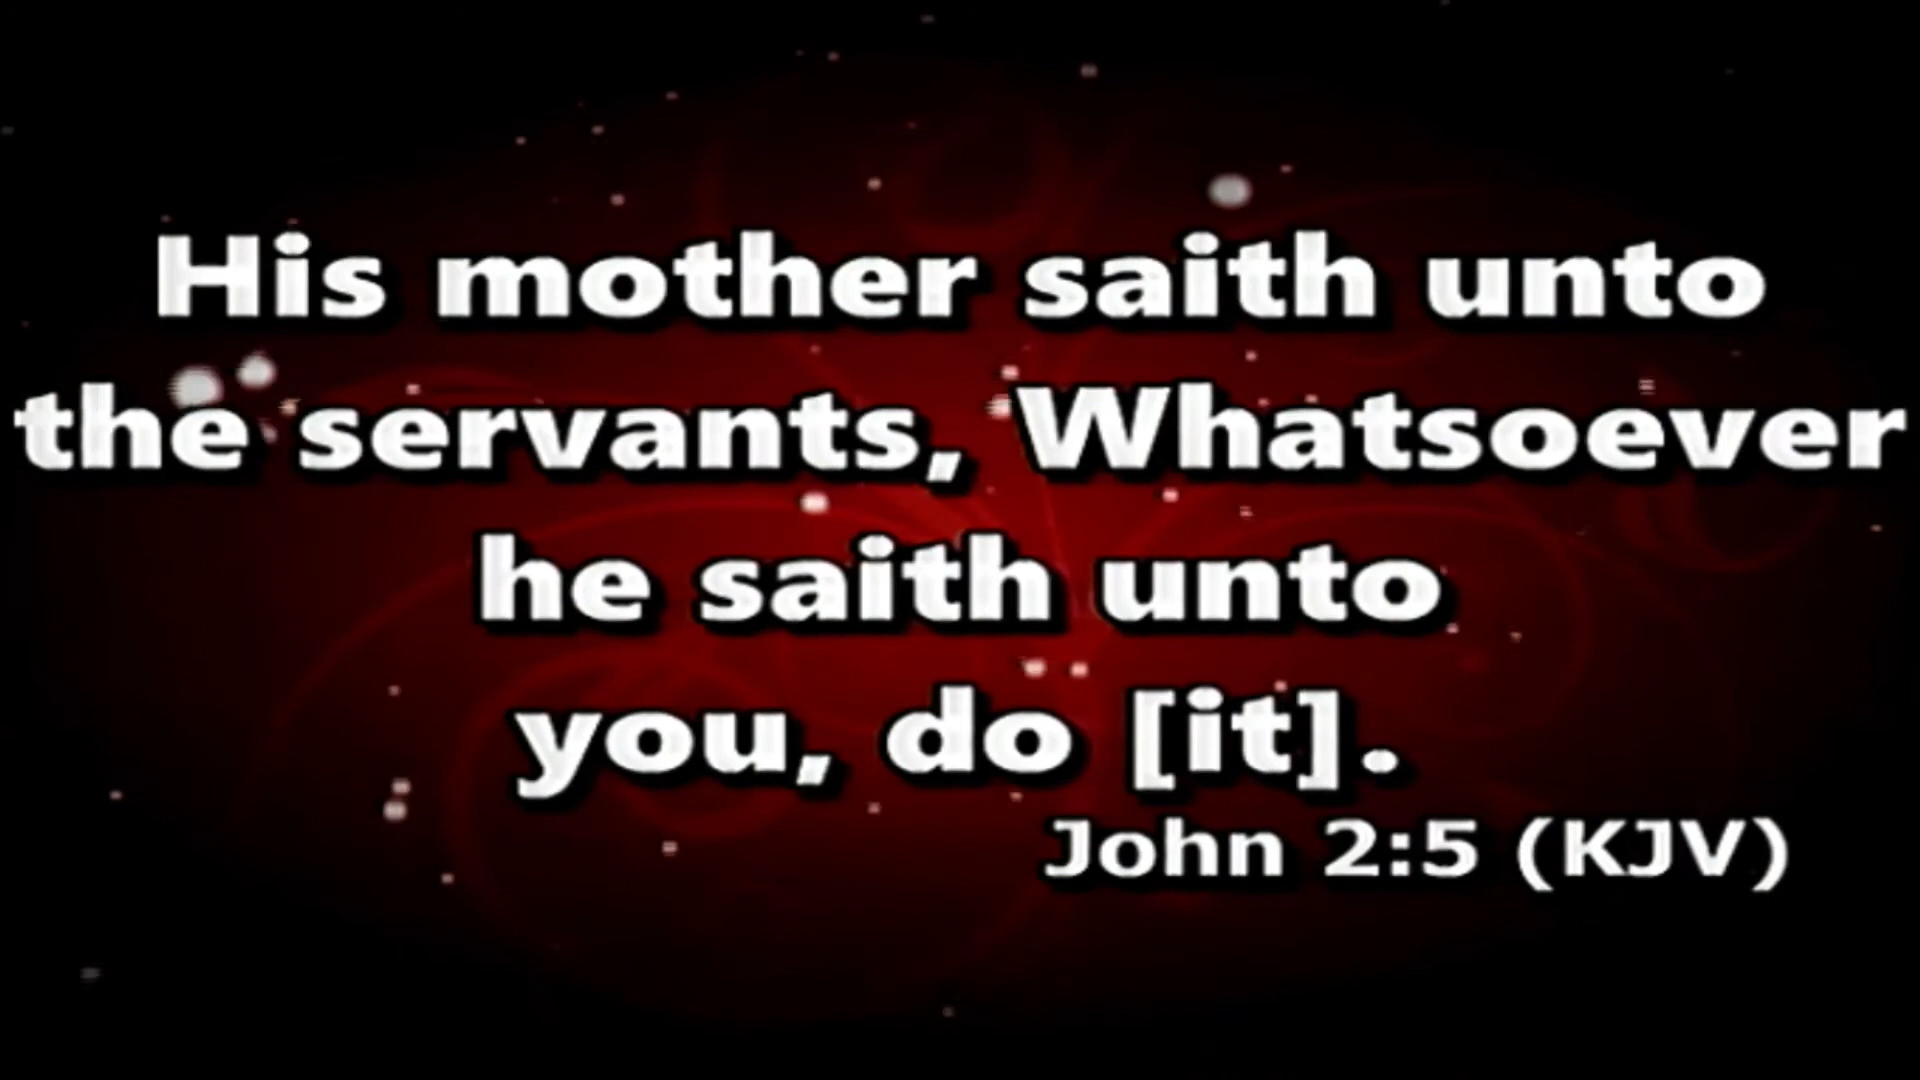 His mother saith unto
the servants, Whatsoever
he saith unto
you, do [it].
John 2:5 (KJV)